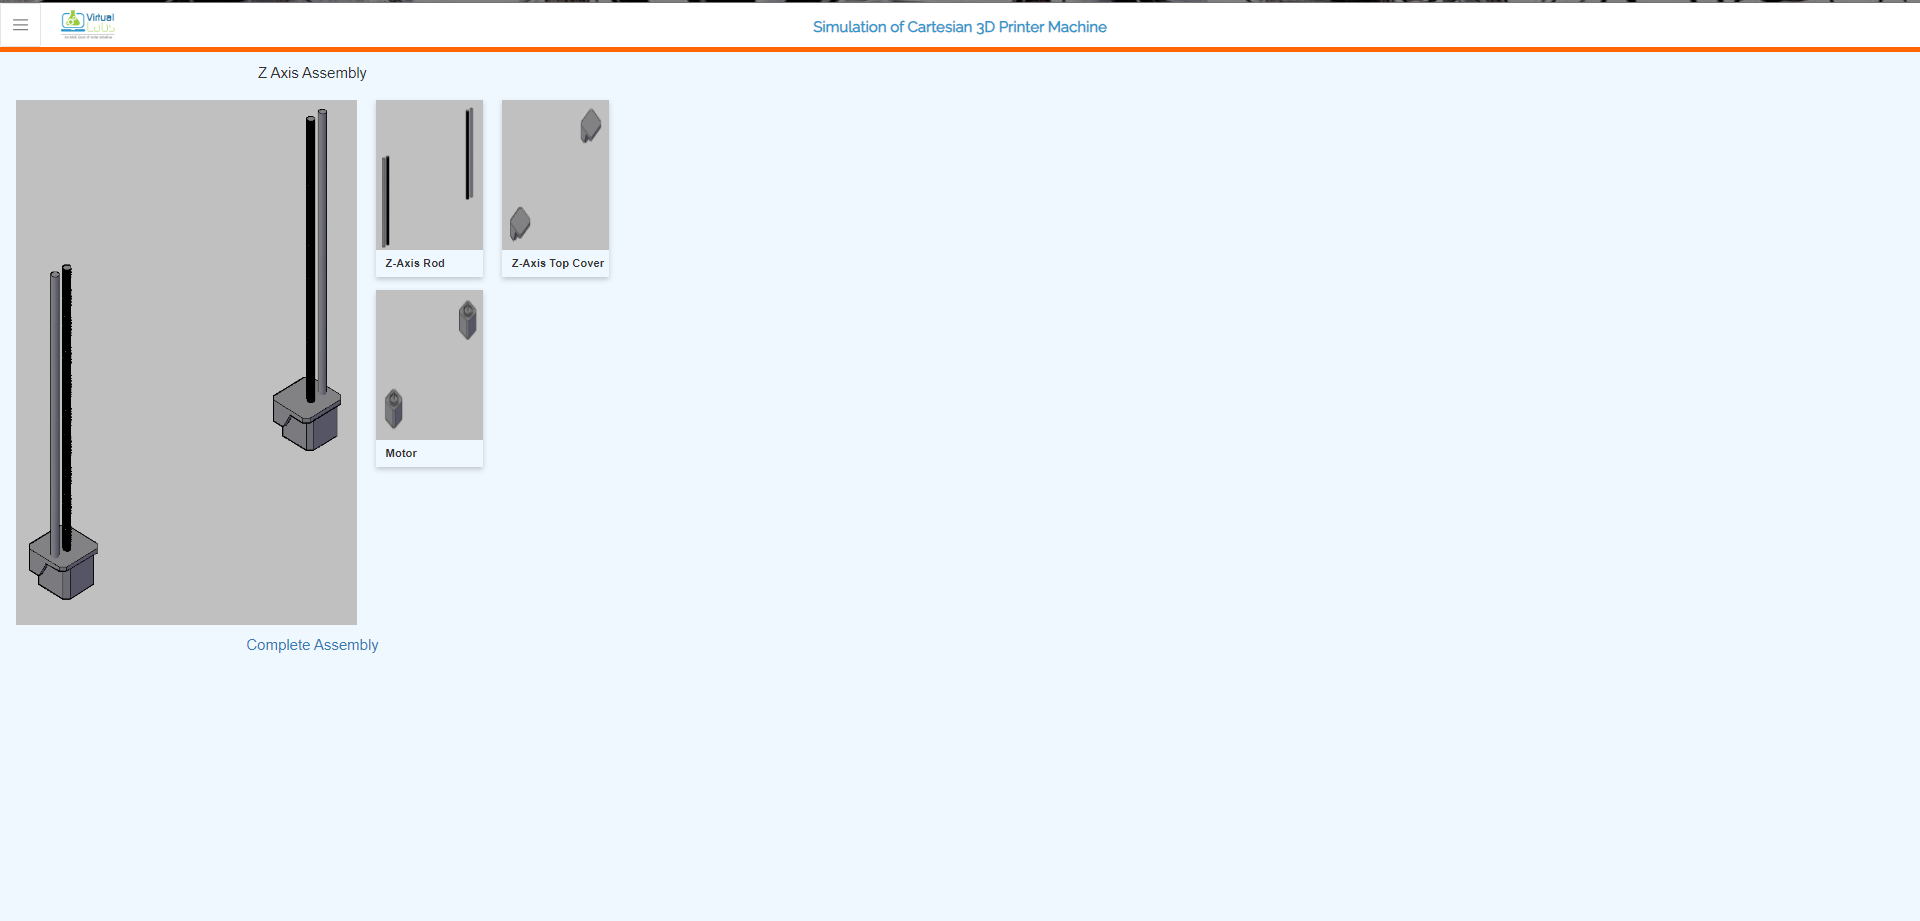 Virtual
Labs
Simulation of Cartesian 3D Printer Machine
Z Axis Assembly
Z-Axis Rod
Z-Axis Top Cover
Motor
Complete Assembly